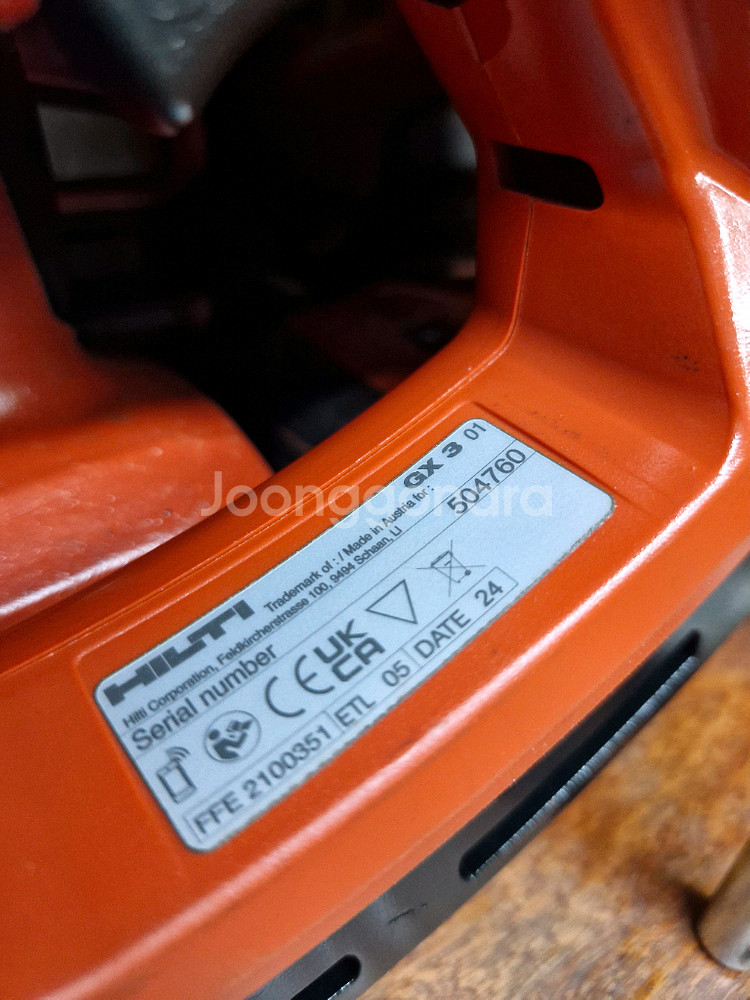 HILTI GX 3 01
Trademark of : / Made in Austria for :
Hilti Corporation, Feldkircherstrasse 100, 9494 Schaan, LI
Serial number 504760
CE UK CA
FFE 2100351 ETL 05 DATE 24
Joonggonara